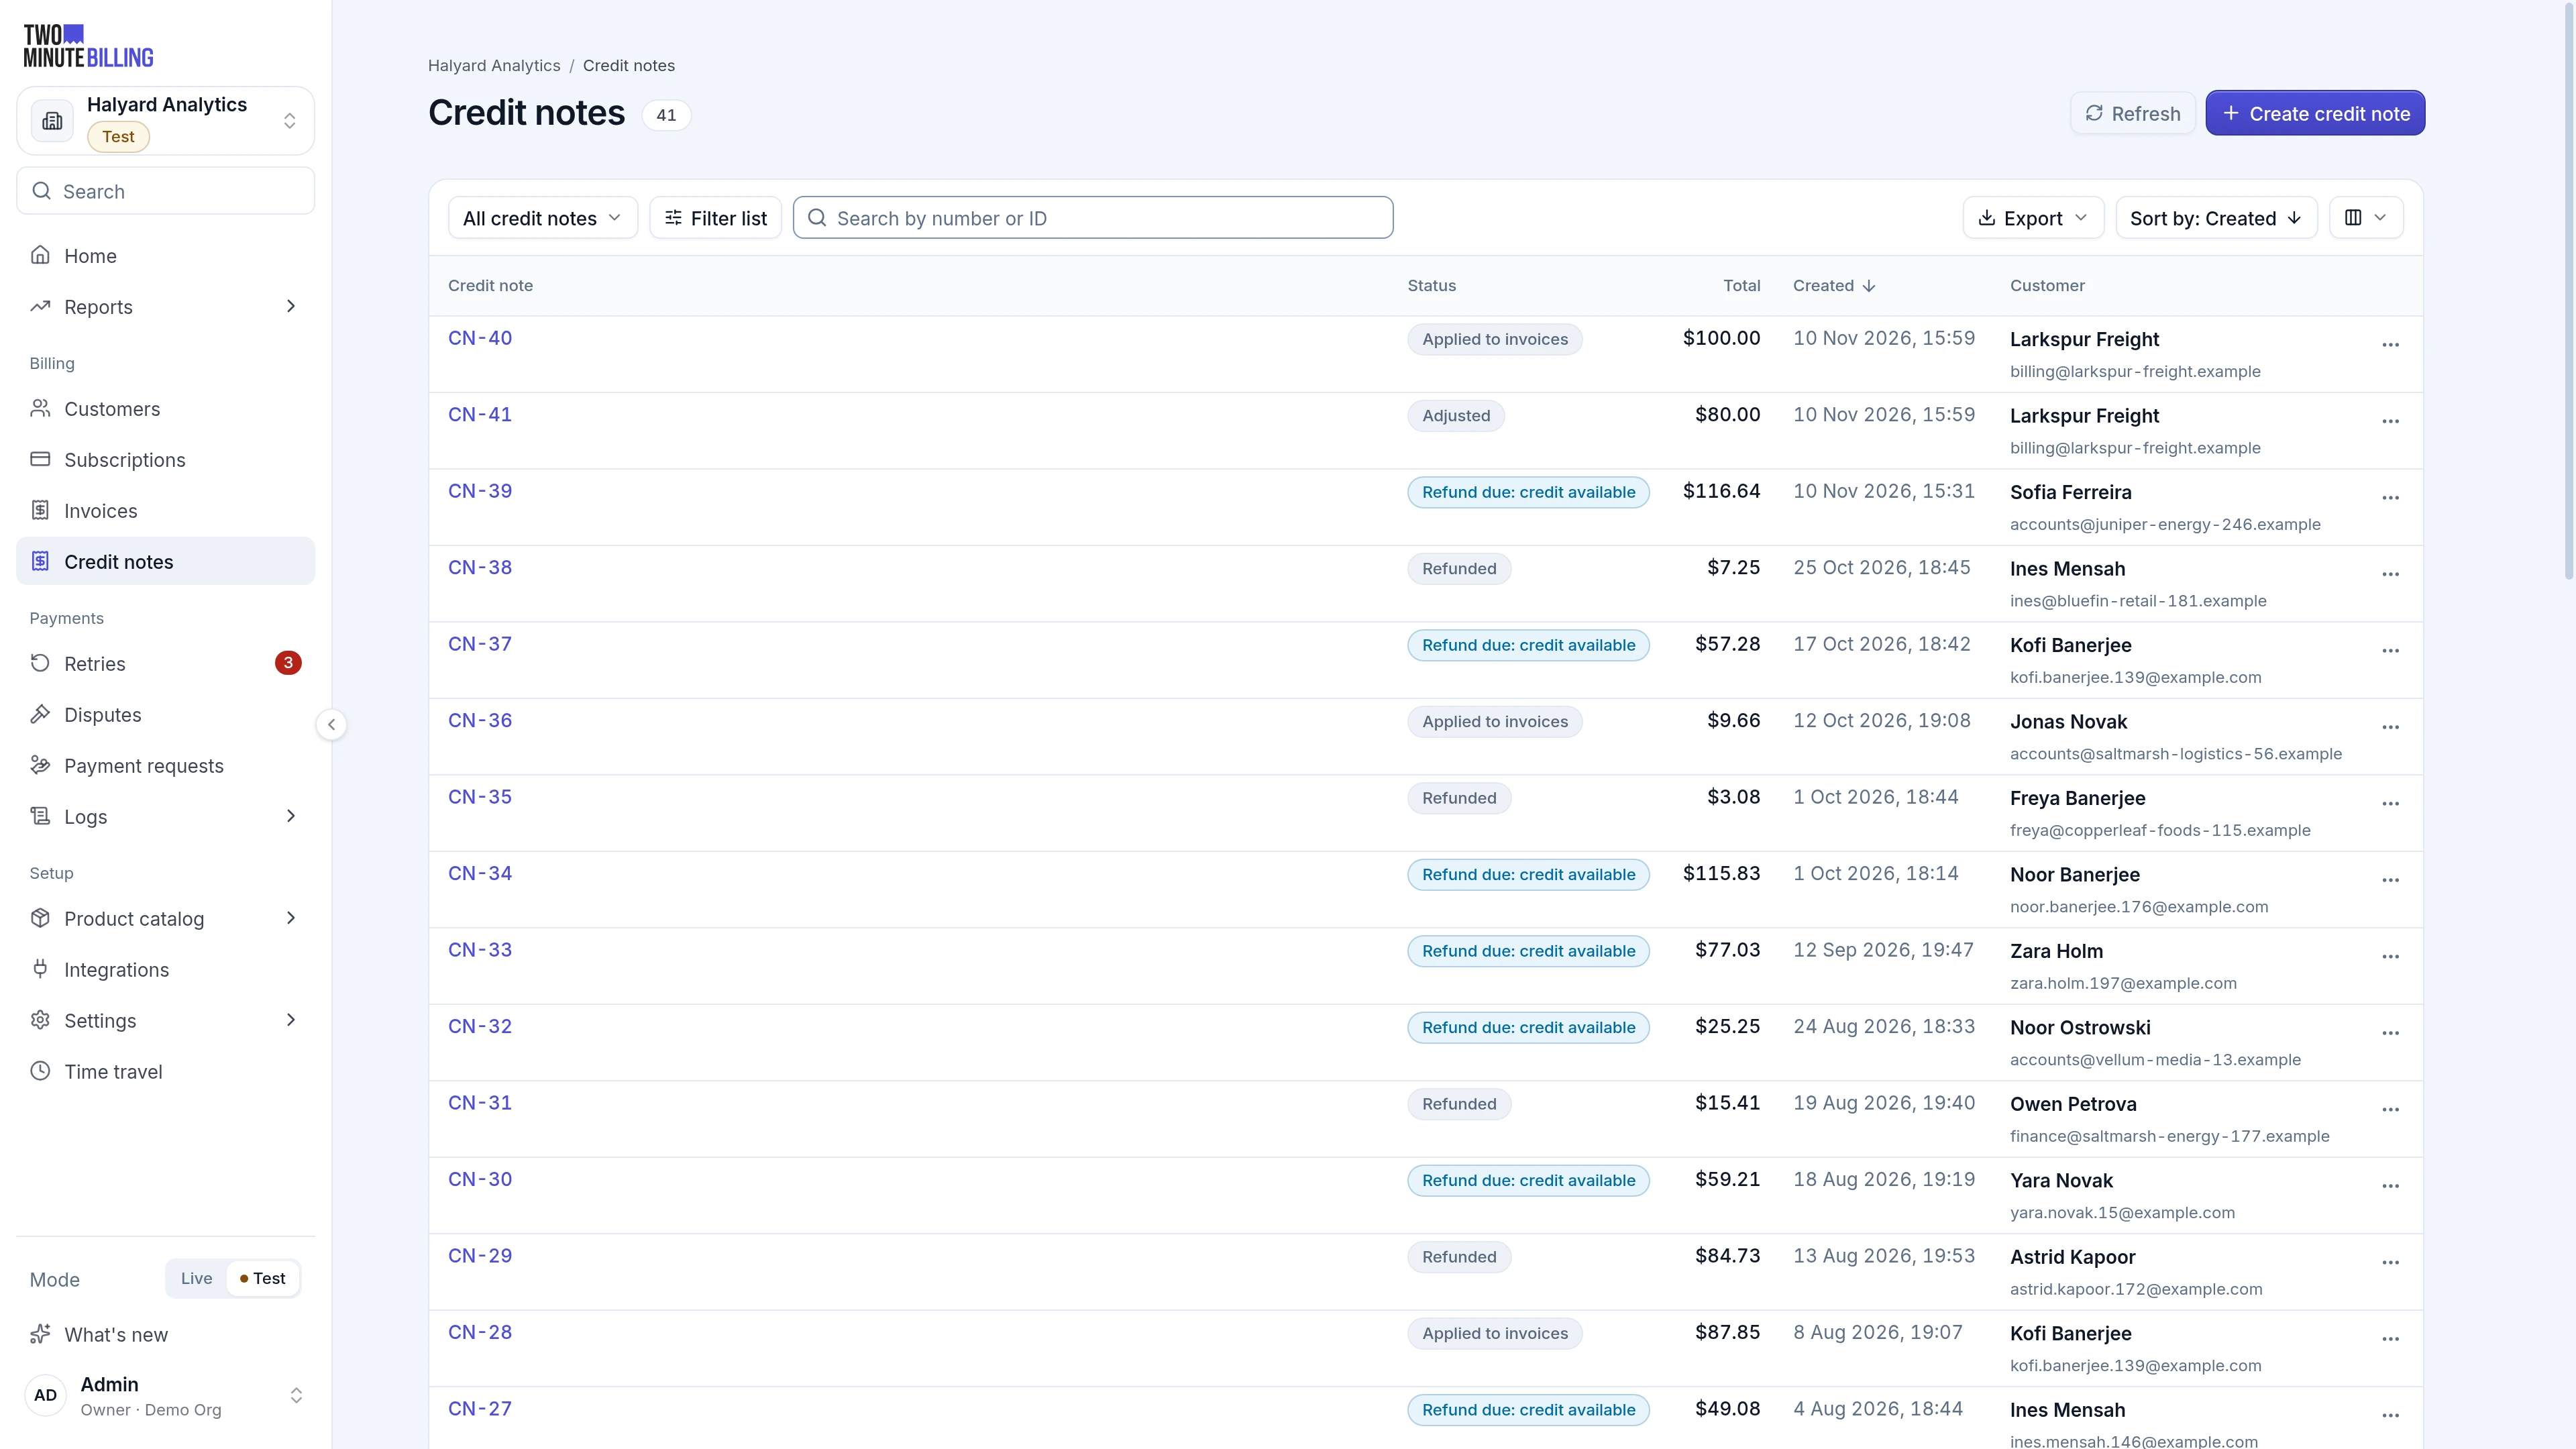 TWO
MINUTE BILLING
Halyard Analytics
Test
Search
Home
Reports
Billing
Customers
Subscriptions
Invoices
Credit notes
Payments
Retries 3
Disputes
Payment requests
Logs
Setup
Product catalog
Integrations
Settings
Time travel
Mode Live Test
What's new
AD Admin
Owner · Demo Org
Halyard Analytics / Credit notes
Credit notes 41
Refresh Create credit note
All credit notes Filter list Search by number or ID Export Sort by: Created
Credit note Status Total Created Customer
CN-40 Applied to invoices $100.00 10 Nov 2026, 15:59 Larkspur Freight
billing@larkspur-freight.example
CN-41 Adjusted $80.00 10 Nov 2026, 15:59 Larkspur Freight
billing@larkspur-freight.example
CN-39 Refund due: credit available $116.64 10 Nov 2026, 15:31 Sofia Ferreira
accounts@juniper-energy-246.example
CN-38 Refunded $7.25 25 Oct 2026, 18:45 Ines Mensah
ines@bluefin-retail-181.example
CN-37 Refund due: credit available $57.28 17 Oct 2026, 18:42 Kofi Banerjee
kofi.banerjee.139@example.com
CN-36 Applied to invoices $9.66 12 Oct 2026, 19:08 Jonas Novak
accounts@saltmarsh-logistics-56.example
CN-35 Refunded $3.08 1 Oct 2026, 18:44 Freya Banerjee
freya@copperleaf-foods-115.example
CN-34 Refund due: credit available $115.83 1 Oct 2026, 18:14 Noor Banerjee
noor.banerjee.176@example.com
CN-33 Refund due: credit available $77.03 12 Sep 2026, 19:47 Zara Holm
zara.holm.197@example.com
CN-32 Refund due: credit available $25.25 24 Aug 2026, 18:33 Noor Ostrowski
accounts@vellum-media-13.example
CN-31 Refunded $15.41 19 Aug 2026, 19:40 Owen Petrova
finance@saltmarsh-energy-177.example
CN-30 Refund due: credit available $59.21 18 Aug 2026, 19:19 Yara Novak
yara.novak.15@example.com
CN-29 Refunded $84.73 13 Aug 2026, 19:53 Astrid Kapoor
astrid.kapoor.172@example.com
CN-28 Applied to invoices $87.85 8 Aug 2026, 19:07 Kofi Banerjee
kofi.banerjee.139@example.com
CN-27 Refund due: credit available $49.08 4 Aug 2026, 18:44 Ines Mensah
ines.mensah.146@example.com